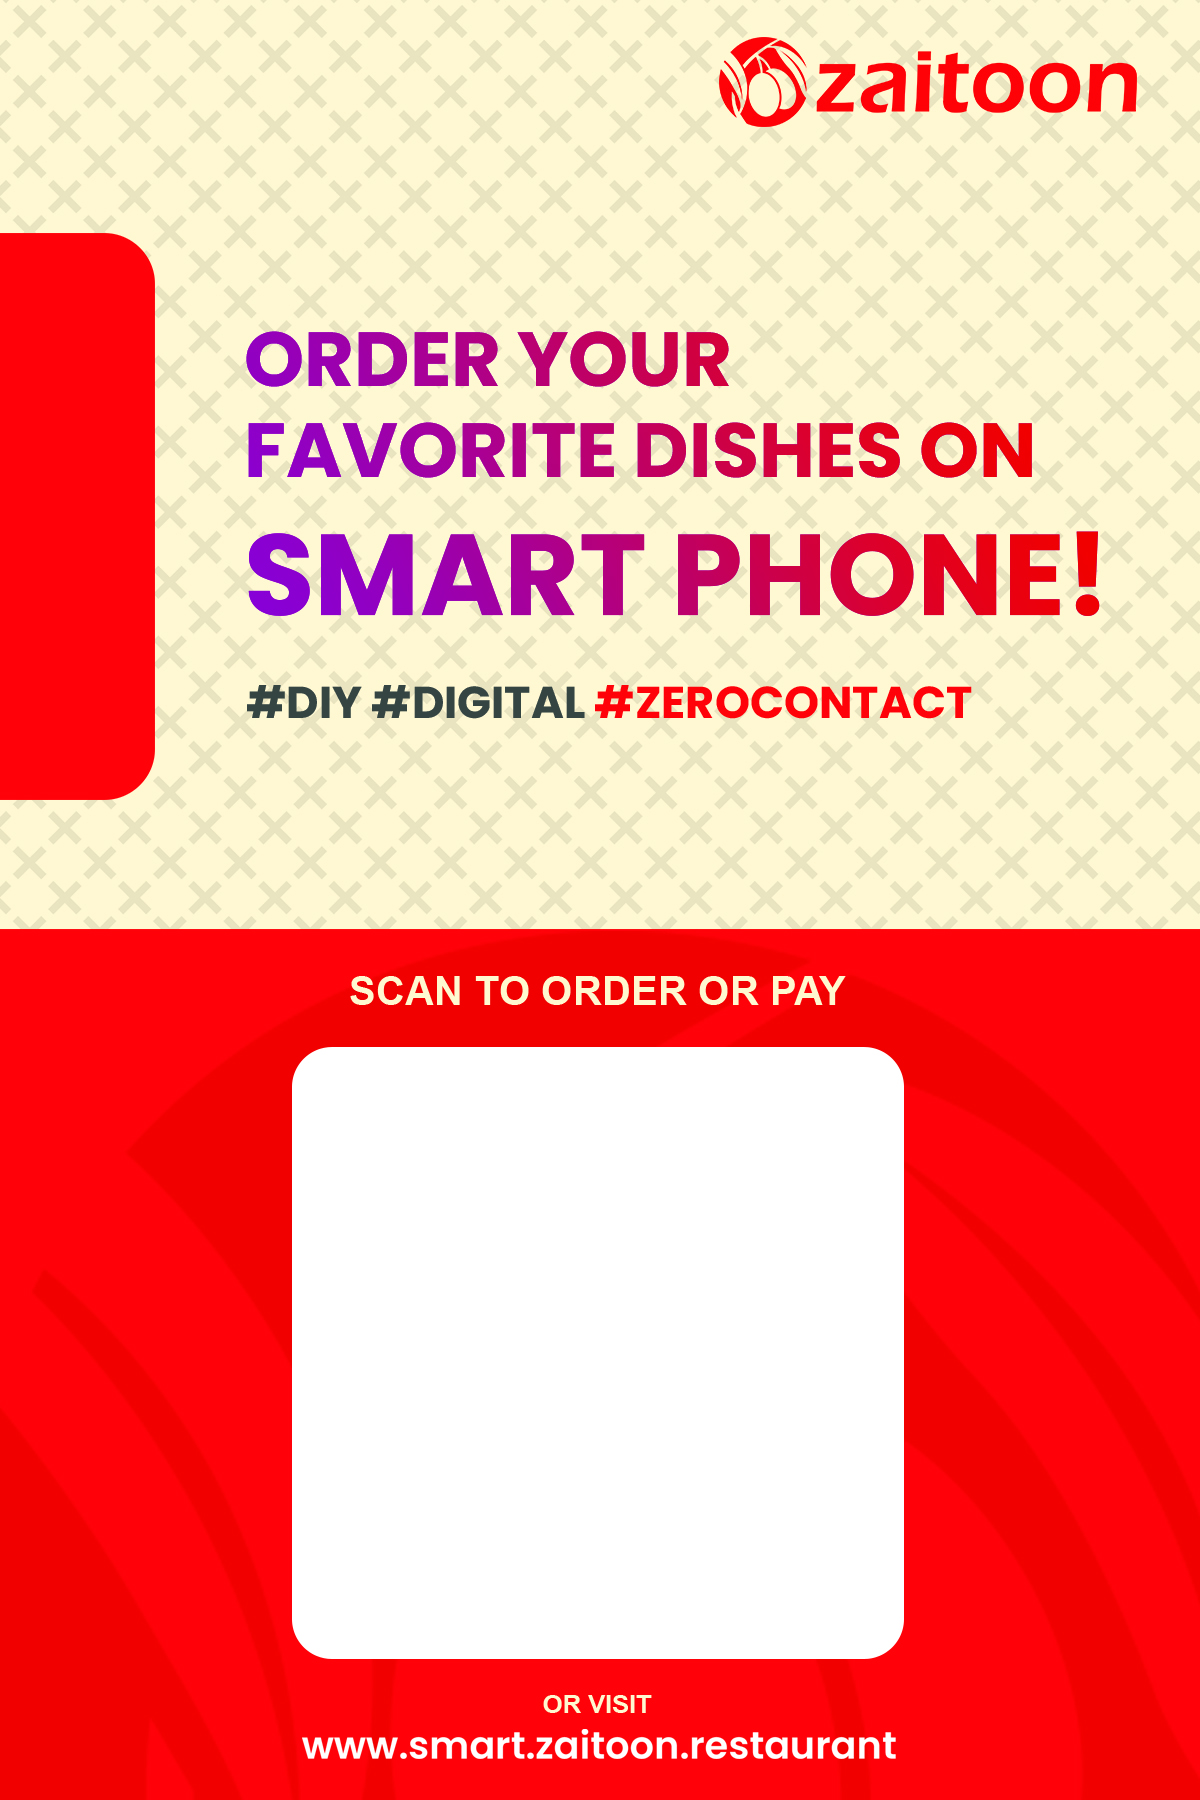 zaitoon
ORDER YOUR
FAVORITE DISHES ON
SMART PHONE!
#DIY #DIGITAL #ZEROCONTACT
SCAN TO ORDER OR PAY
OR VISIT
www.smart.zaitoon.restaurant